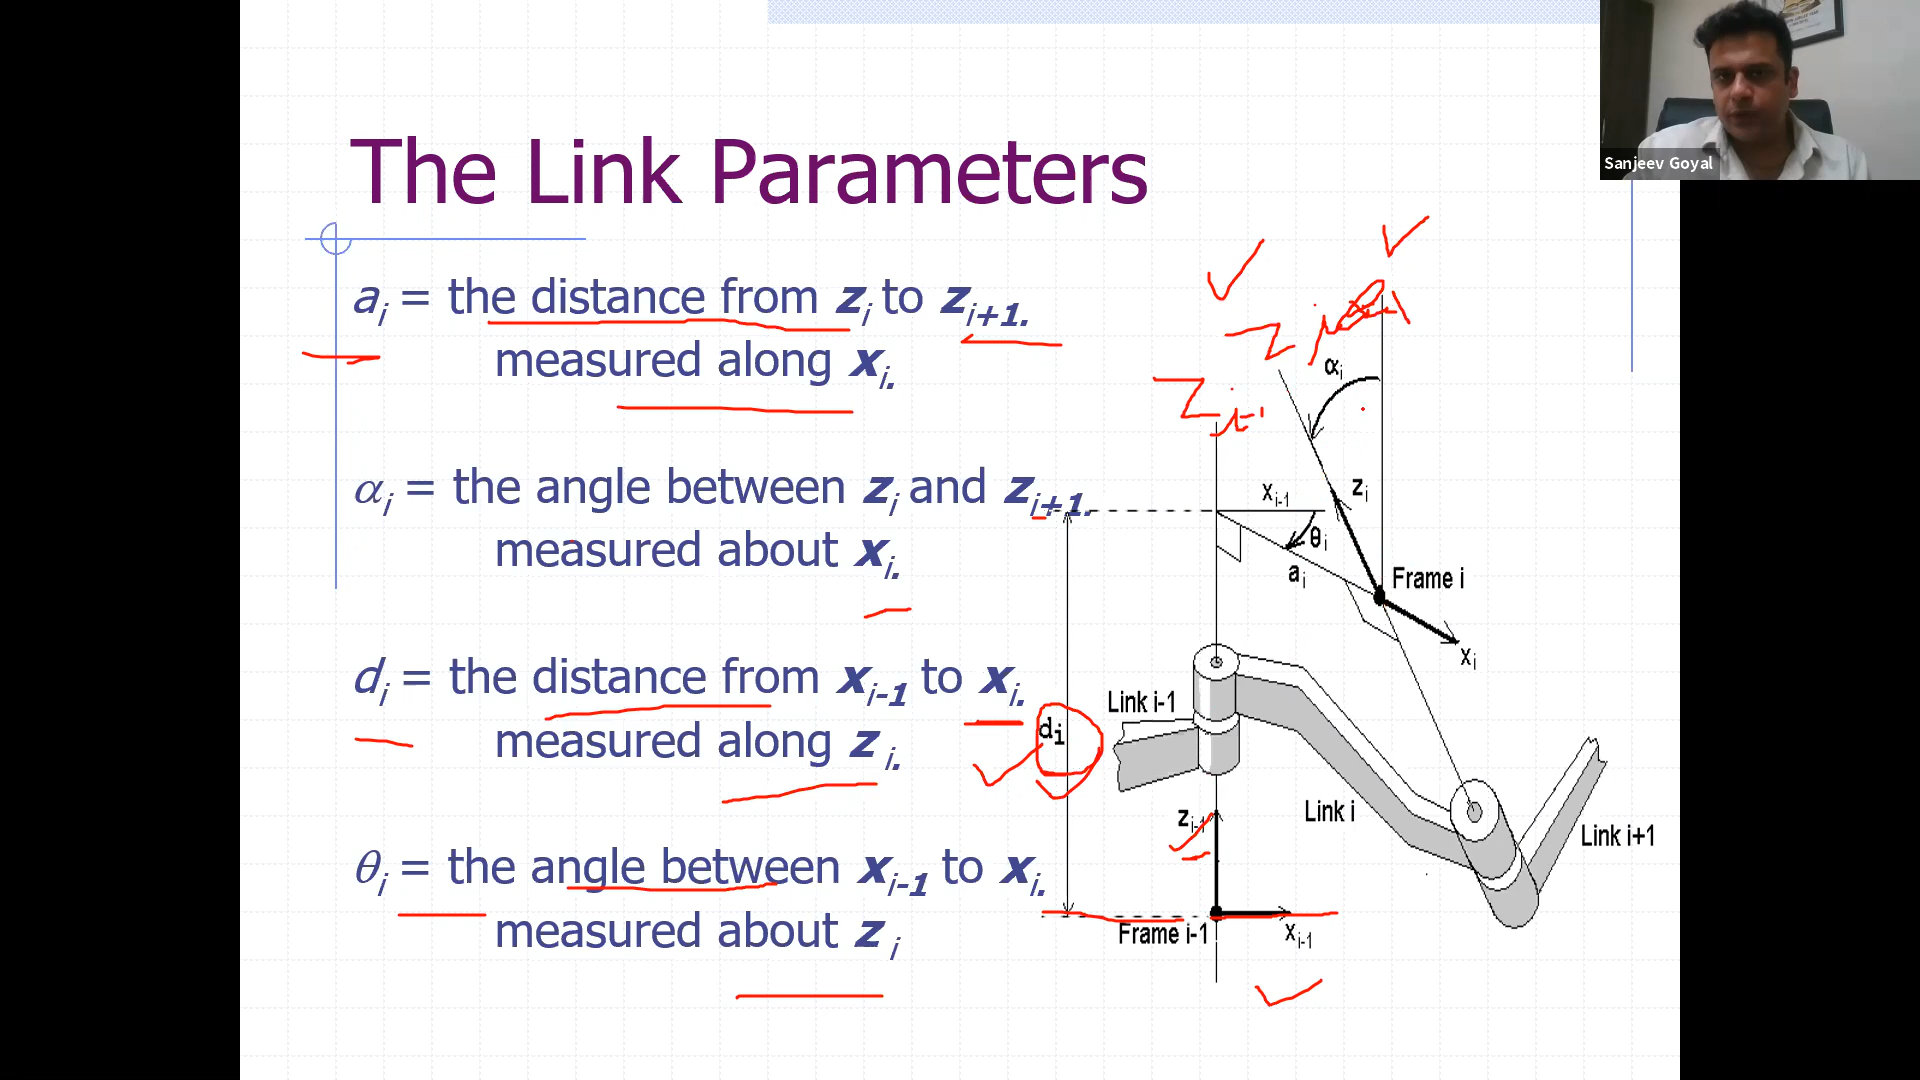 Sanjeev Goyal
The Link Parameters
aᵢ = the distance from zᵢ to zᵢ₊₁.
measured along xᵢ.
αᵢ = the angle between zᵢ and zᵢ₊₁.
measured about xᵢ.
dᵢ = the distance from xᵢ₋₁ to xᵢ.
measured along z ᵢ.
θᵢ = the angle between xᵢ₋₁ to xᵢ.
measured about z ᵢ
αᵢ
xᵢ₋₁
zᵢ
θᵢ
aᵢ
Frame i
xᵢ
Link i-1
dᵢ
zᵢ₋₁
Link i
Link i+1
Frame i-1
xᵢ₋₁